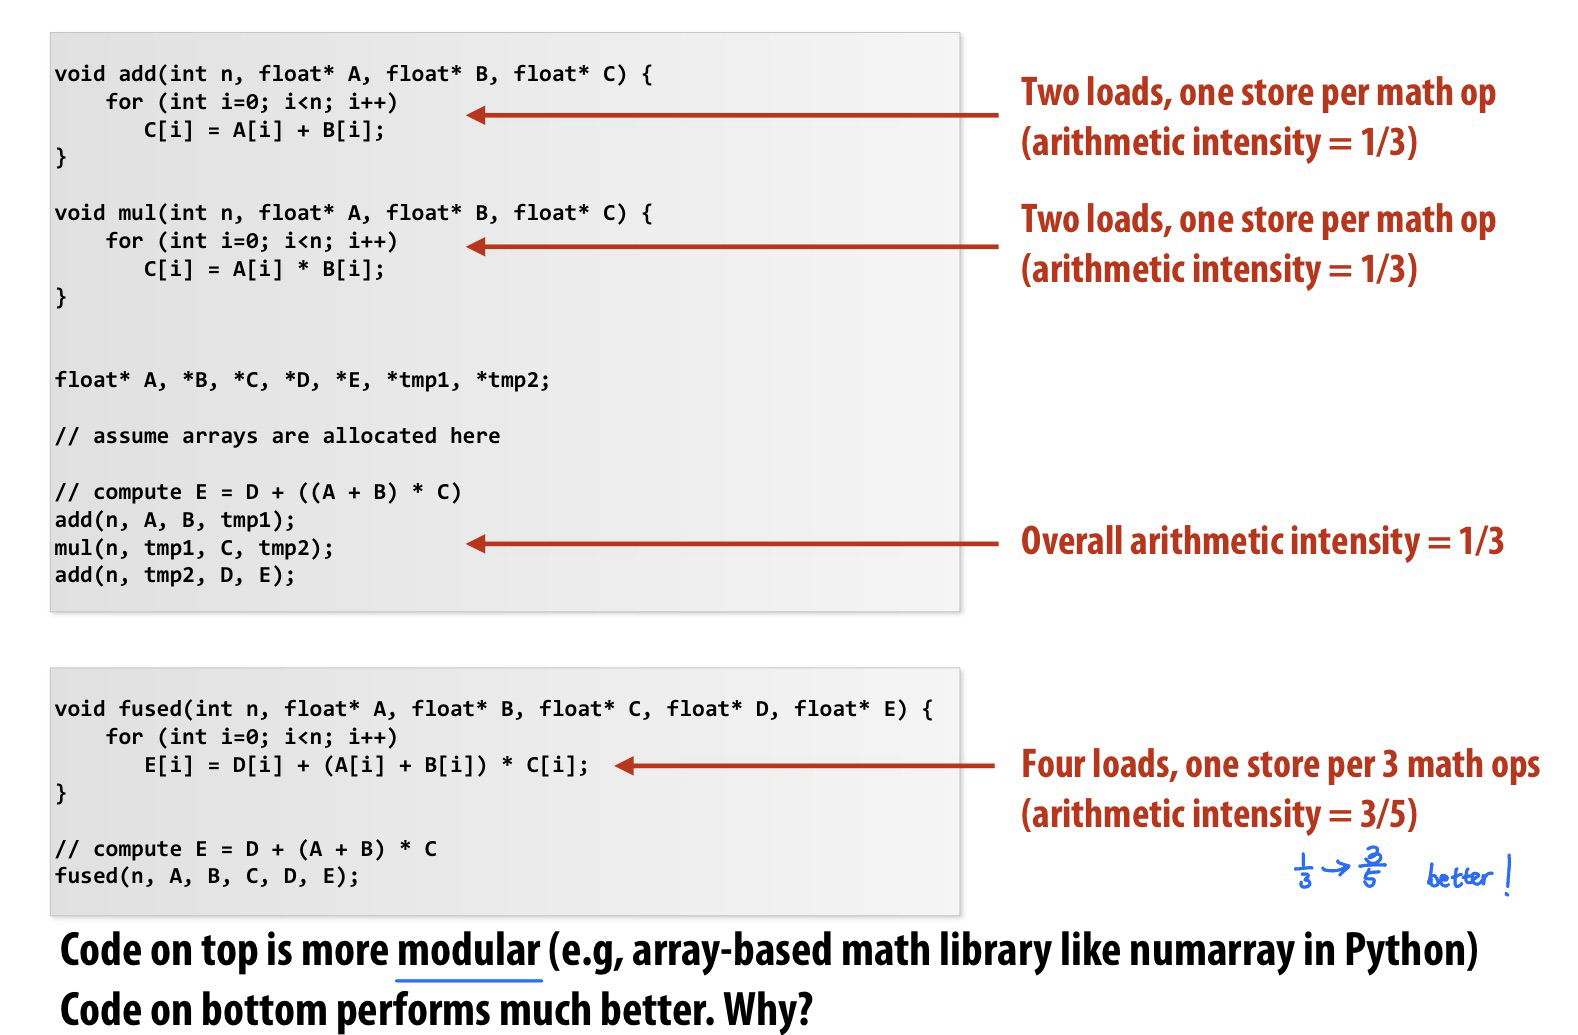 void add(int n, float* A, float* B, float* C) {
for (int i=0; i<n; i++)
C[i] = A[i] + B[i];
}
Two loads, one store per math op
(arithmetic intensity = 1/3)
void mul(int n, float* A, float* B, float* C) {
for (int i=0; i<n; i++)
C[i] = A[i] * B[i];
}
Two loads, one store per math op
(arithmetic intensity = 1/3)
float* A, *B, *C, *D, *E, *tmp1, *tmp2;
// assume arrays are allocated here
// compute E = D + ((A + B) * C)
add(n, A, B, tmp1);
mul(n, tmp1, C, tmp2);
add(n, tmp2, D, E);
Overall arithmetic intensity = 1/3
void fused(int n, float* A, float* B, float* C, float* D, float* E) {
for (int i=0; i<n; i++)
E[i] = D[i] + (A[i] + B[i]) * C[i];
}
// compute E = D + (A + B) * C
fused(n, A, B, C, D, E);
Four loads, one store per 3 math ops
(arithmetic intensity = 3/5)
1/3 → 3/5 better!
Code on top is more modular (e.g, array-based math library like numarray in Python)
Code on bottom performs much better. Why?